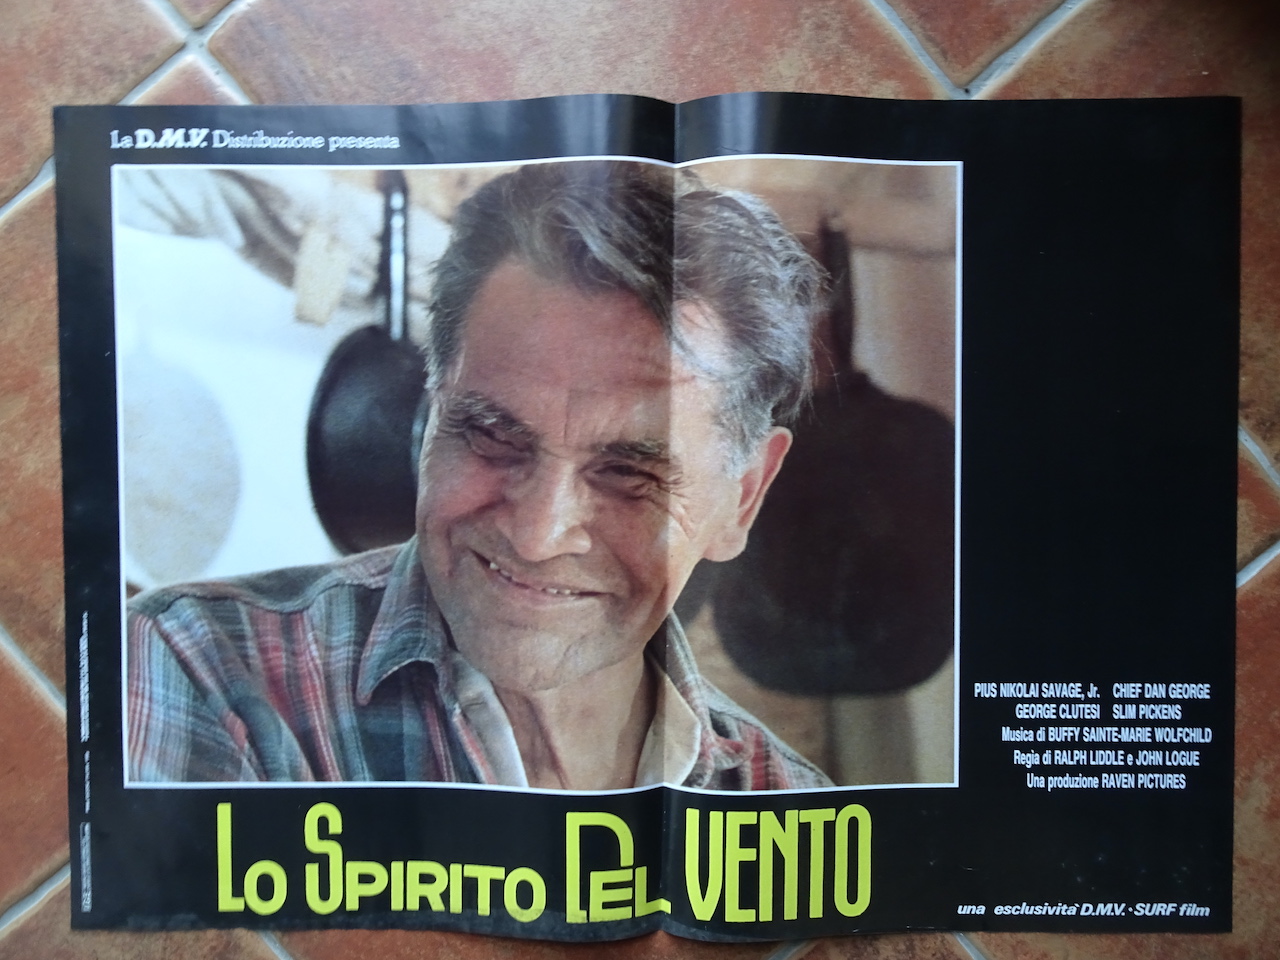 La D.M.V. Distribuzione presenta
PIUS NIKOLAI SAVAGE, Jr. CHIEF DAN GEORGE
GEORGE CLUTESI SLIM PICKENS
Musica di BUFFY SAINTE-MARIE WOLFCHILD
Regia di RALPH LIDDLE e JOHN LOGUE
Una produzione RAVEN PICTURES
LO SPIRITO DEL VENTO
una esclusività D.M.V.·SURF film